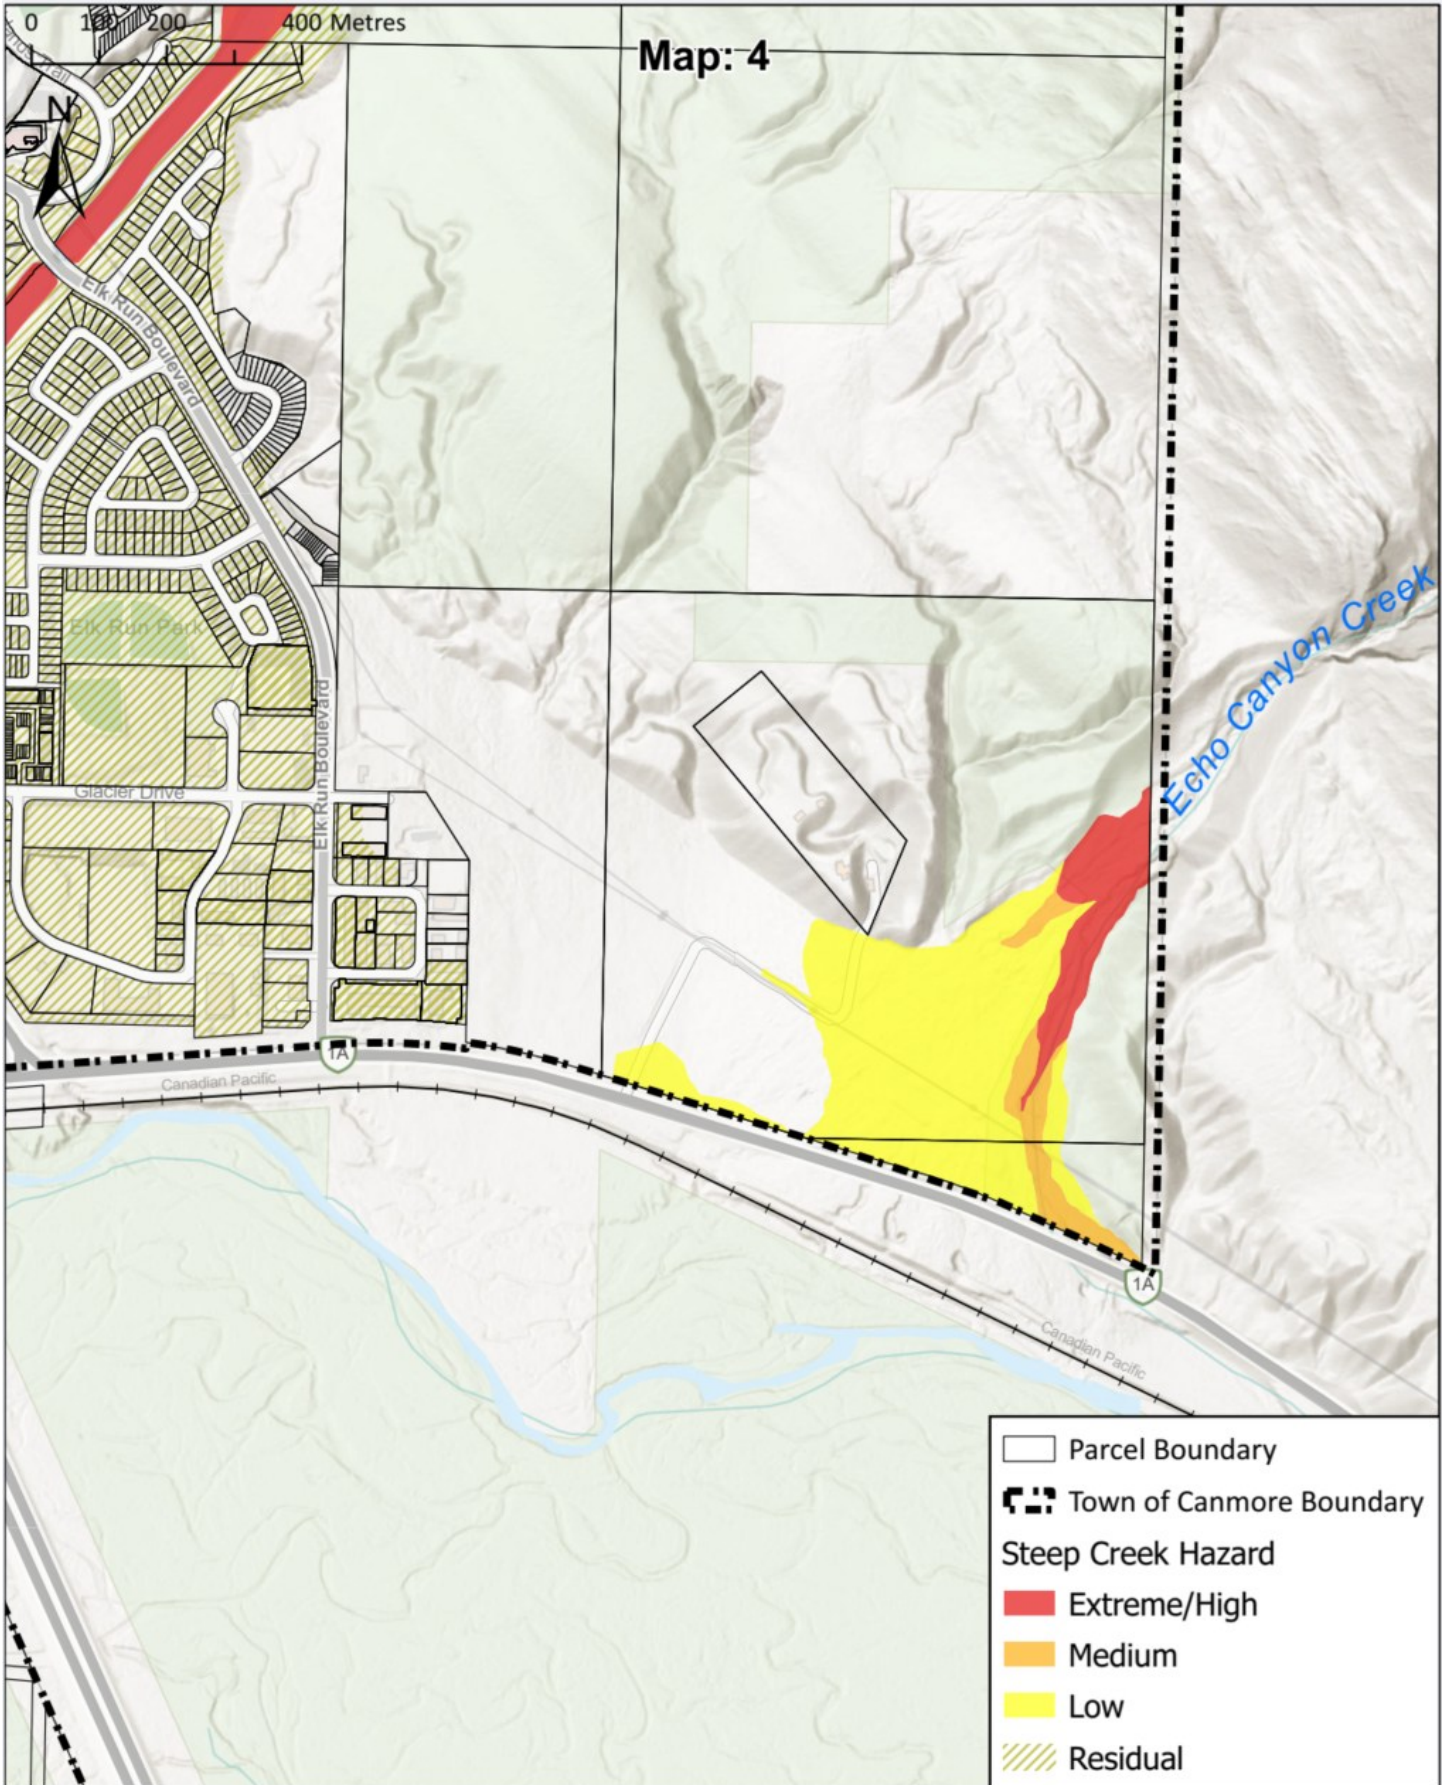 0 100 200 400 Metres
Map: 4
N
Elk Run Boulevard
Echo Canyon Creek
Elk Run Park
Elk Run Boulevard
Glacier Drive
1A
Canadian Pacific
1A
Canadian Pacific
Parcel Boundary
Town of Canmore Boundary
Steep Creek Hazard
Extreme/High
Medium
Low
Residual